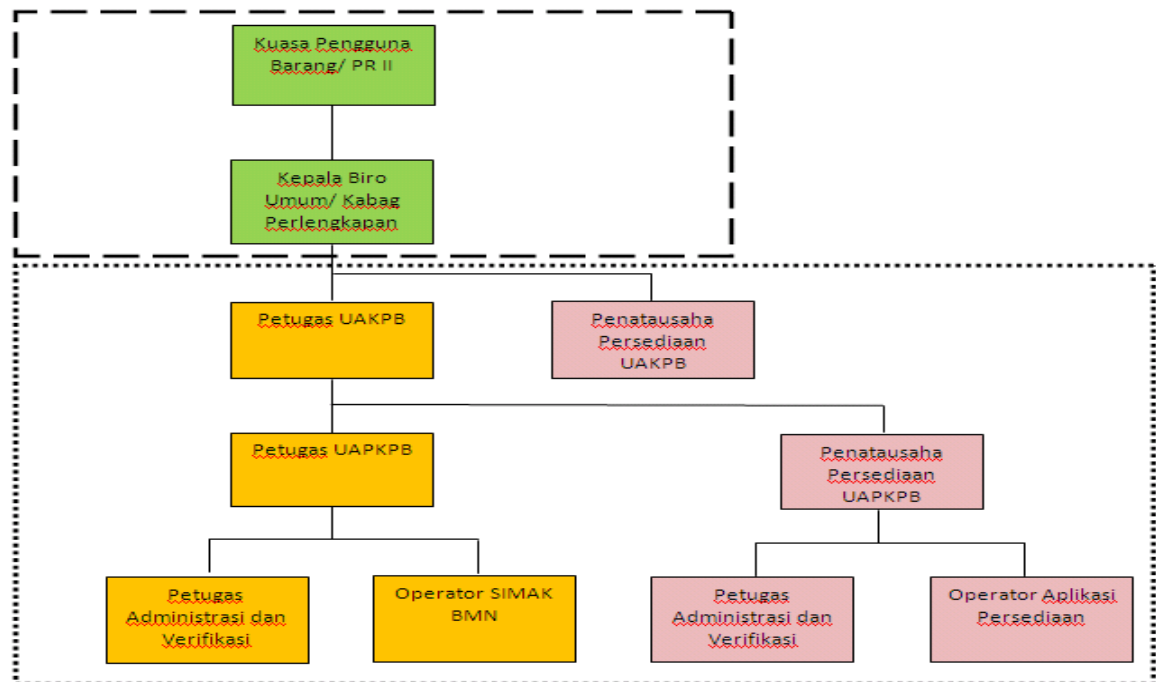 Kuasa Pengguna
Barang/ PR II
Kepala Biro
Umum/ Kabag
Perlengkapan
Petugas UAKPB
Penatausaha
Persediaan
UAKPB
Petugas UAPKPB
Penatausaha
Persediaan
UAPKPB
Petugas
Administrasi dan
Verifikasi
Operator SIMAK
BMN
Petugas
Administrasi dan
Verifikasi
Operator Aplikasi
Persediaan